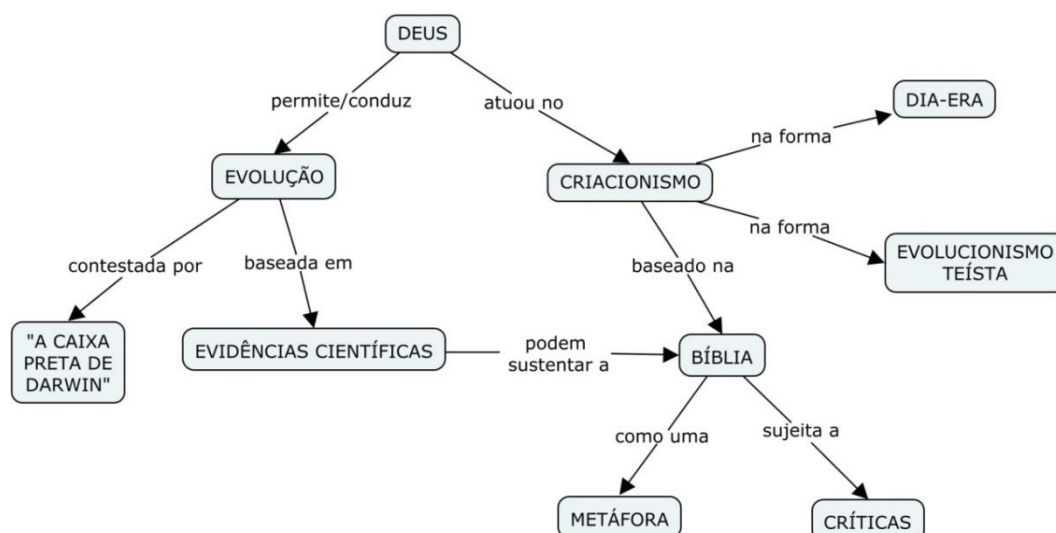 DEUS
permite/conduz
atuou no
DIA-ERA
na forma
EVOLUÇÃO
CRIACIONISMO
na forma
contestada por
baseada em
baseado na
EVOLUCIONISMO
TEÍSTA
"A CAIXA
PRETA DE
DARWIN"
EVIDÊNCIAS CIENTÍFICAS
podem
sustentar a
BÍBLIA
como uma
sujeita a
METÁFORA
CRÍTICAS